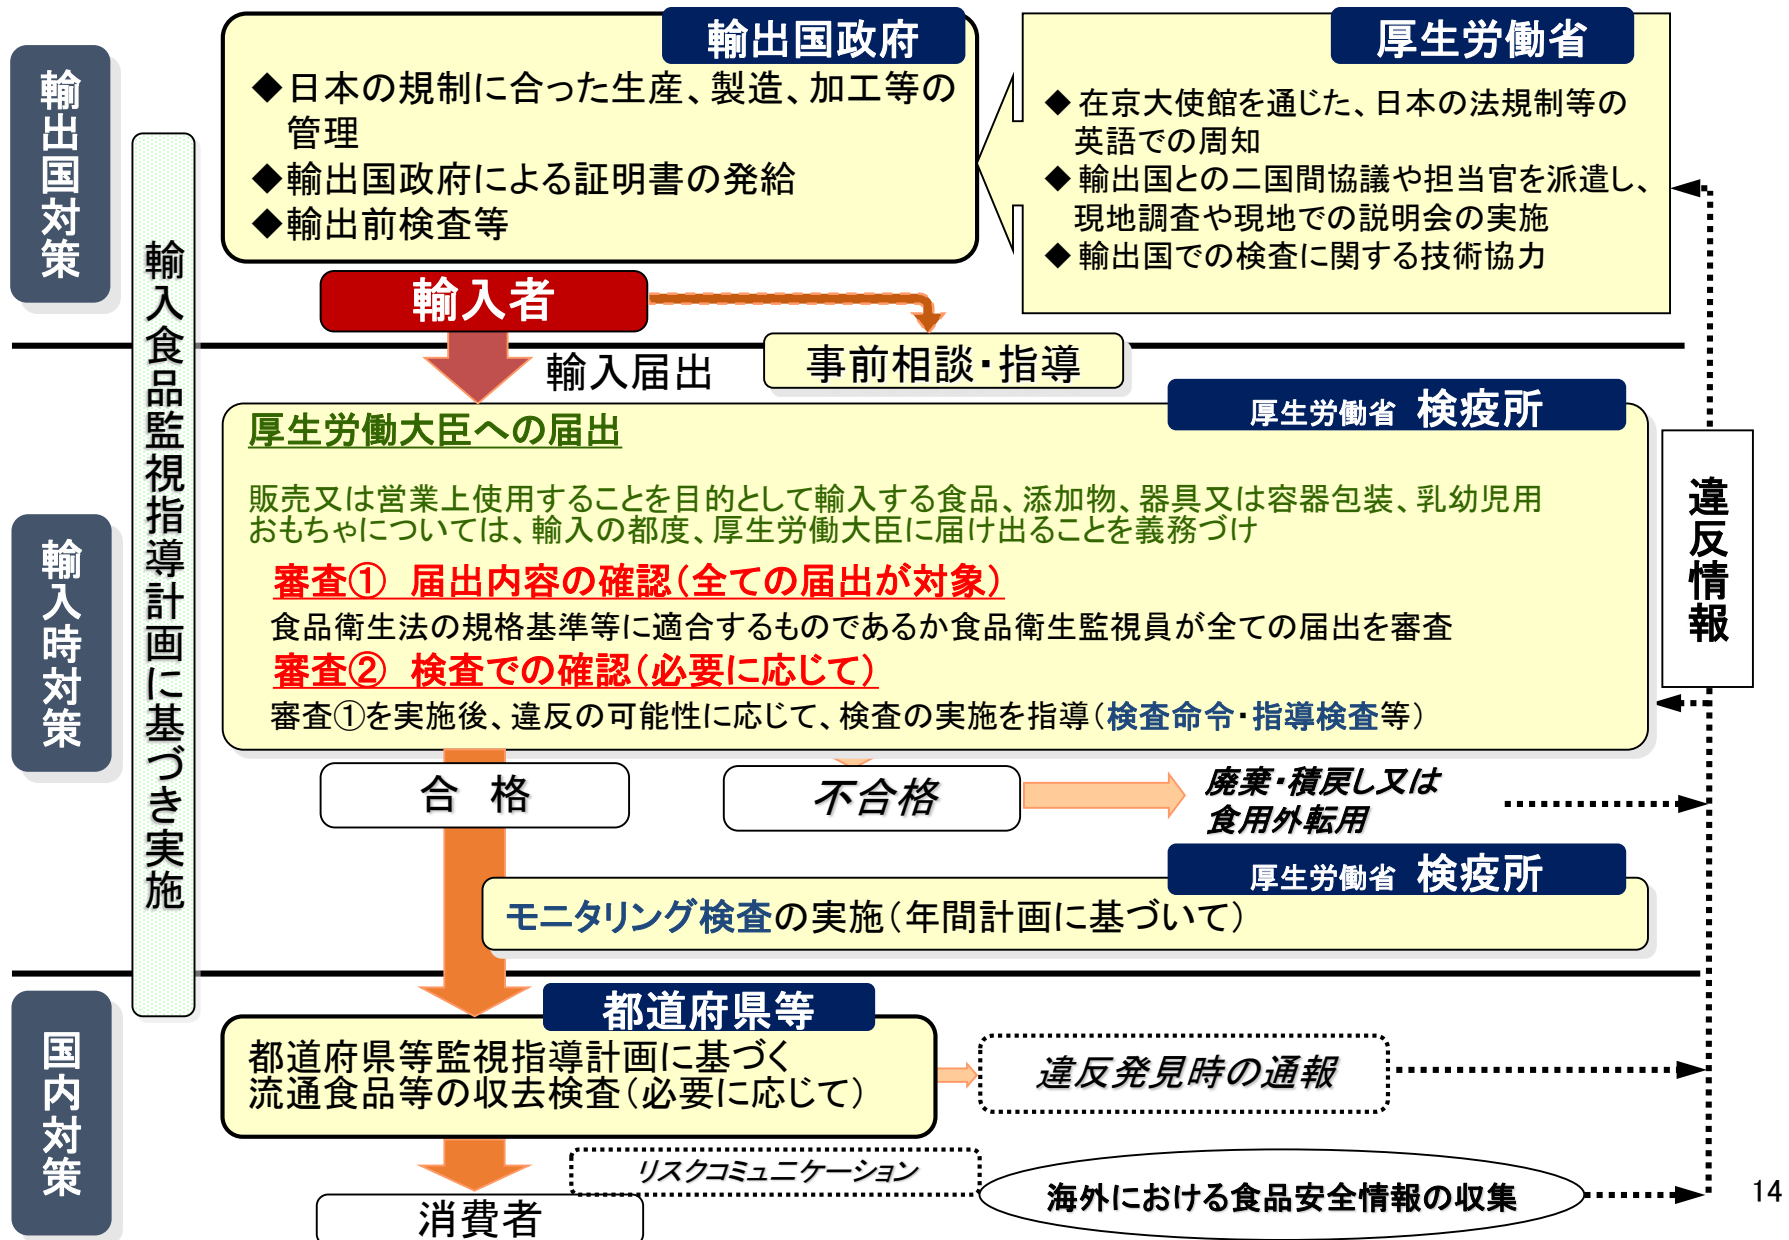 輸出国対策
輸入食品監視指導計画に基づき実施
輸出国政府
◆日本の規制に合った生産、製造、加工等の
管理
◆輸出国政府による証明書の発給
◆輸出前検査等
厚生労働省
◆ 在京大使館を通じた、日本の法規制等の
英語での周知
◆ 輸出国との二国間協議や担当官を派遣し、
現地調査や現地での説明会の実施
◆ 輸出国での検査に関する技術協力
輸入者
輸入届出
事前相談・指導
輸入時対策
厚生労働省 検疫所
厚生労働大臣への届出
販売又は営業上使用することを目的として輸入する食品、添加物、器具又は容器包装、乳幼児用
おもちゃについては、輸入の都度、厚生労働大臣に届け出ることを義務づけ
審査① 届出内容の確認（全ての届出が対象）
食品衛生法の規格基準等に適合するものであるか食品衛生監視員が全ての届出を審査
審査② 検査での確認（必要に応じて）
審査①を実施後、違反の可能性に応じて、検査の実施を指導（検査命令・指導検査等）
違反情報
合 格
不合格
廃棄・積戻し又は
食用外転用
厚生労働省 検疫所
モニタリング検査の実施（年間計画に基づいて）
国内対策
都道府県等
都道府県等監視指導計画に基づく
流通食品等の収去検査（必要に応じて）
違反発見時の通報
リスクコミュニケーション
海外における食品安全情報の収集
消費者
14